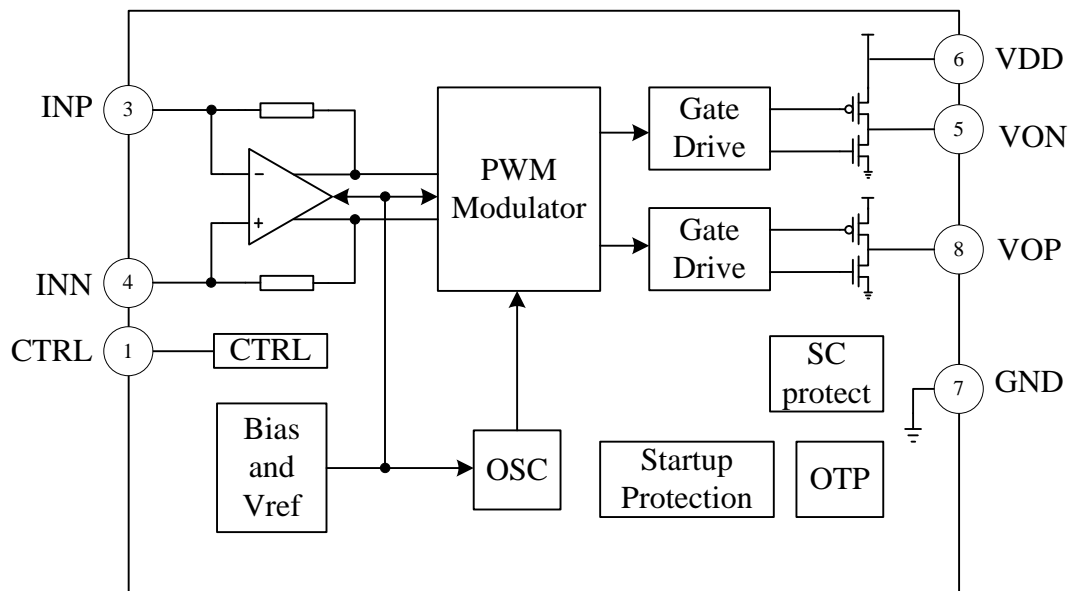 6
VDD
INP
3
Gate
Drive
5
VON
−
PWM
Modulator
+
Gate
Drive
8
VOP
INN
4
CTRL
1
CTRL
SC
protect
7
GND
Bias
and
Vref
OSC
Startup
Protection
OTP